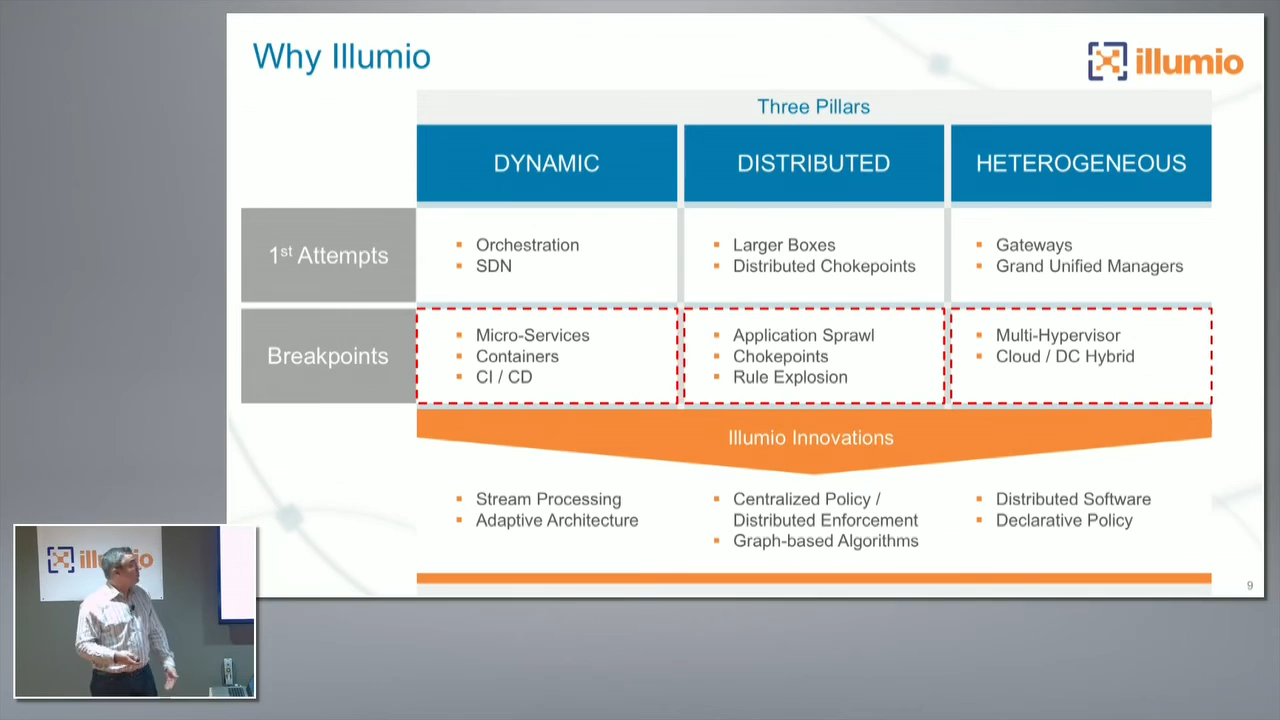 Why Illumio
illumio
Three Pillars
DYNAMIC
DISTRIBUTED
HETEROGENEOUS
1st Attempts
Orchestration
SDN
Larger Boxes
Distributed Chokepoints
Gateways
Grand Unified Managers
Breakpoints
Micro-Services
Containers
CI / CD
Application Sprawl
Chokepoints
Rule Explosion
Multi-Hypervisor
Cloud / DC Hybrid
Illumio Innovations
Stream Processing
Adaptive Architecture
Centralized Policy /
Distributed Enforcement
Graph-based Algorithms
Distributed Software
Declarative Policy
9
illumio